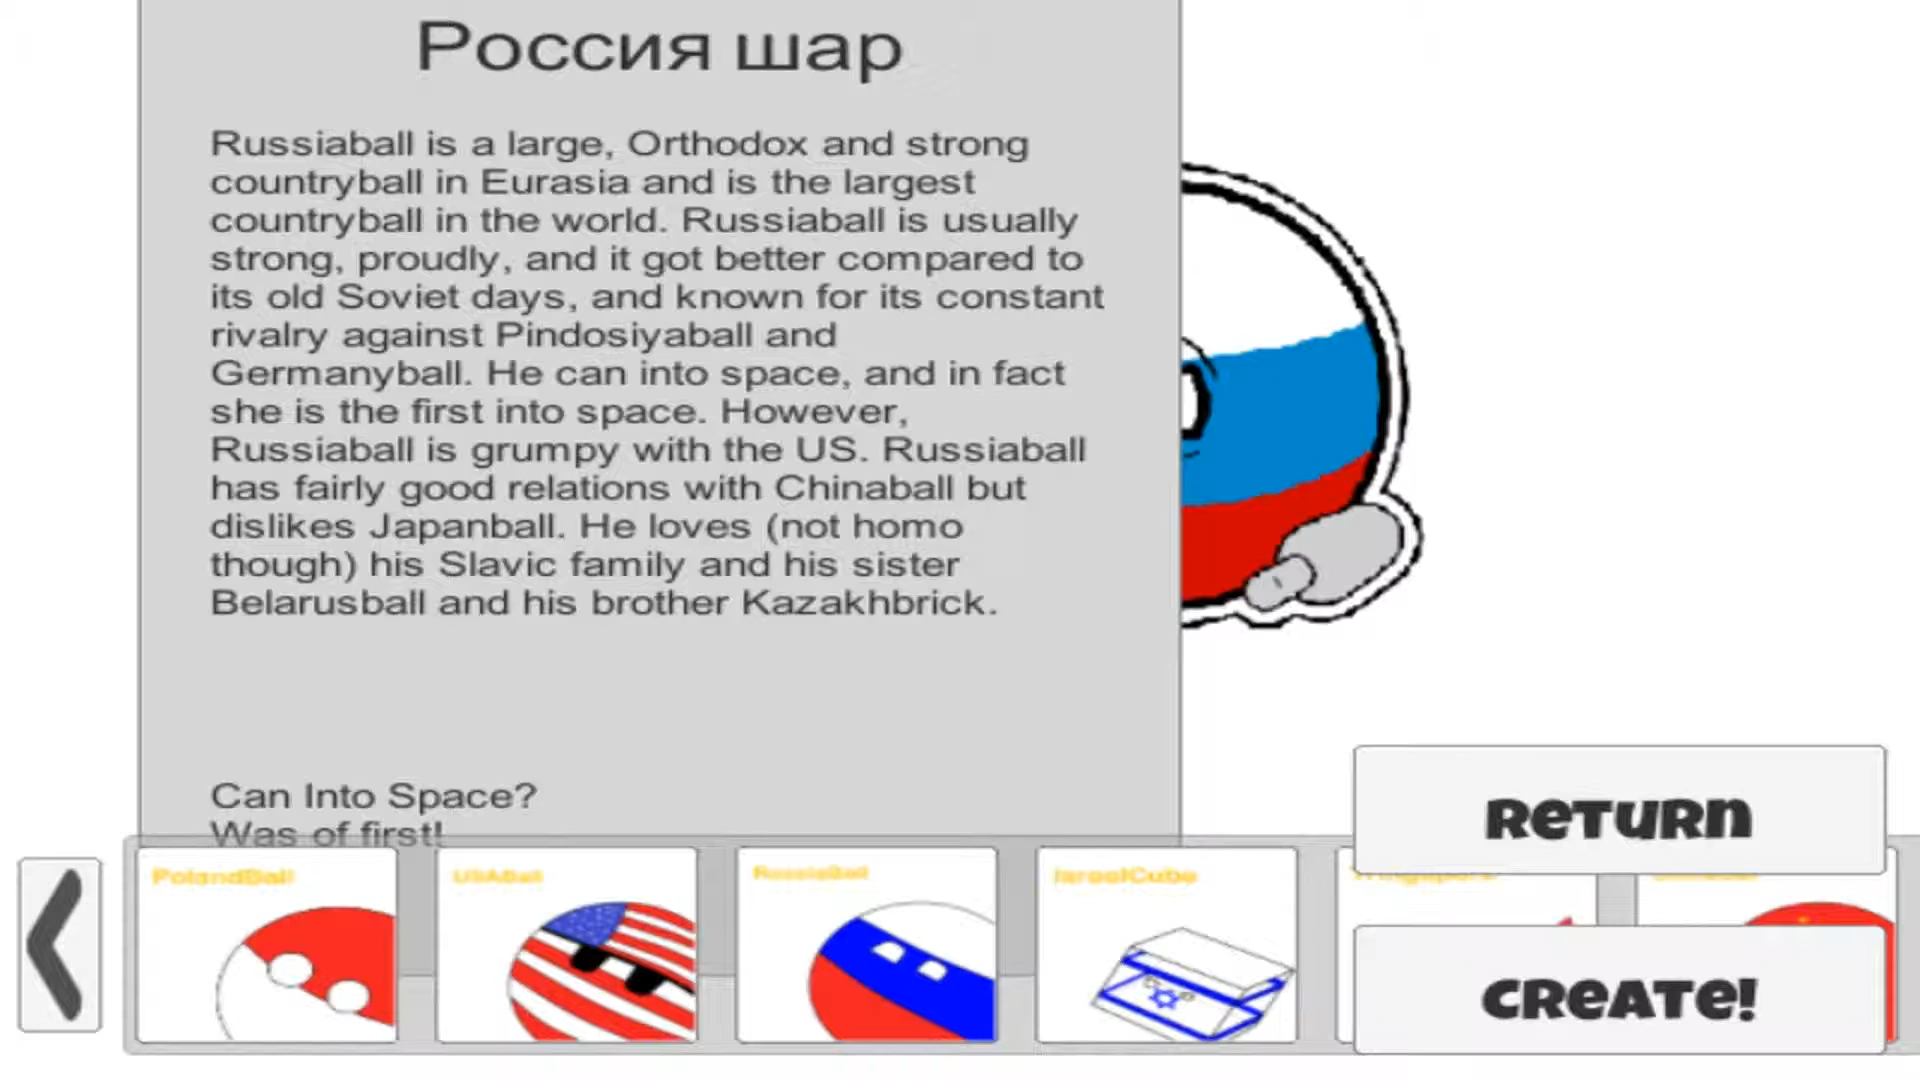 Россия шар
Russiaball is a large, Orthodox and strong
countryball in Eurasia and is the largest
countryball in the world. Russiaball is usually
strong, proudly, and it got better compared to
its old Soviet days, and known for its constant
rivalry against Pindosiyaball and
Germanyball. He can into space, and in fact
she is the first into space. However,
Russiaball is grumpy with the US. Russiaball
has fairly good relations with Chinaball but
dislikes Japanball. He loves (not homo
though) his Slavic family and his sister
Belarusball and his brother Kazakhbrick.
Can Into Space?
Was of first!
RETURN
PolandBall
USABall
RussiaBall
IsraelCube
CREATE!